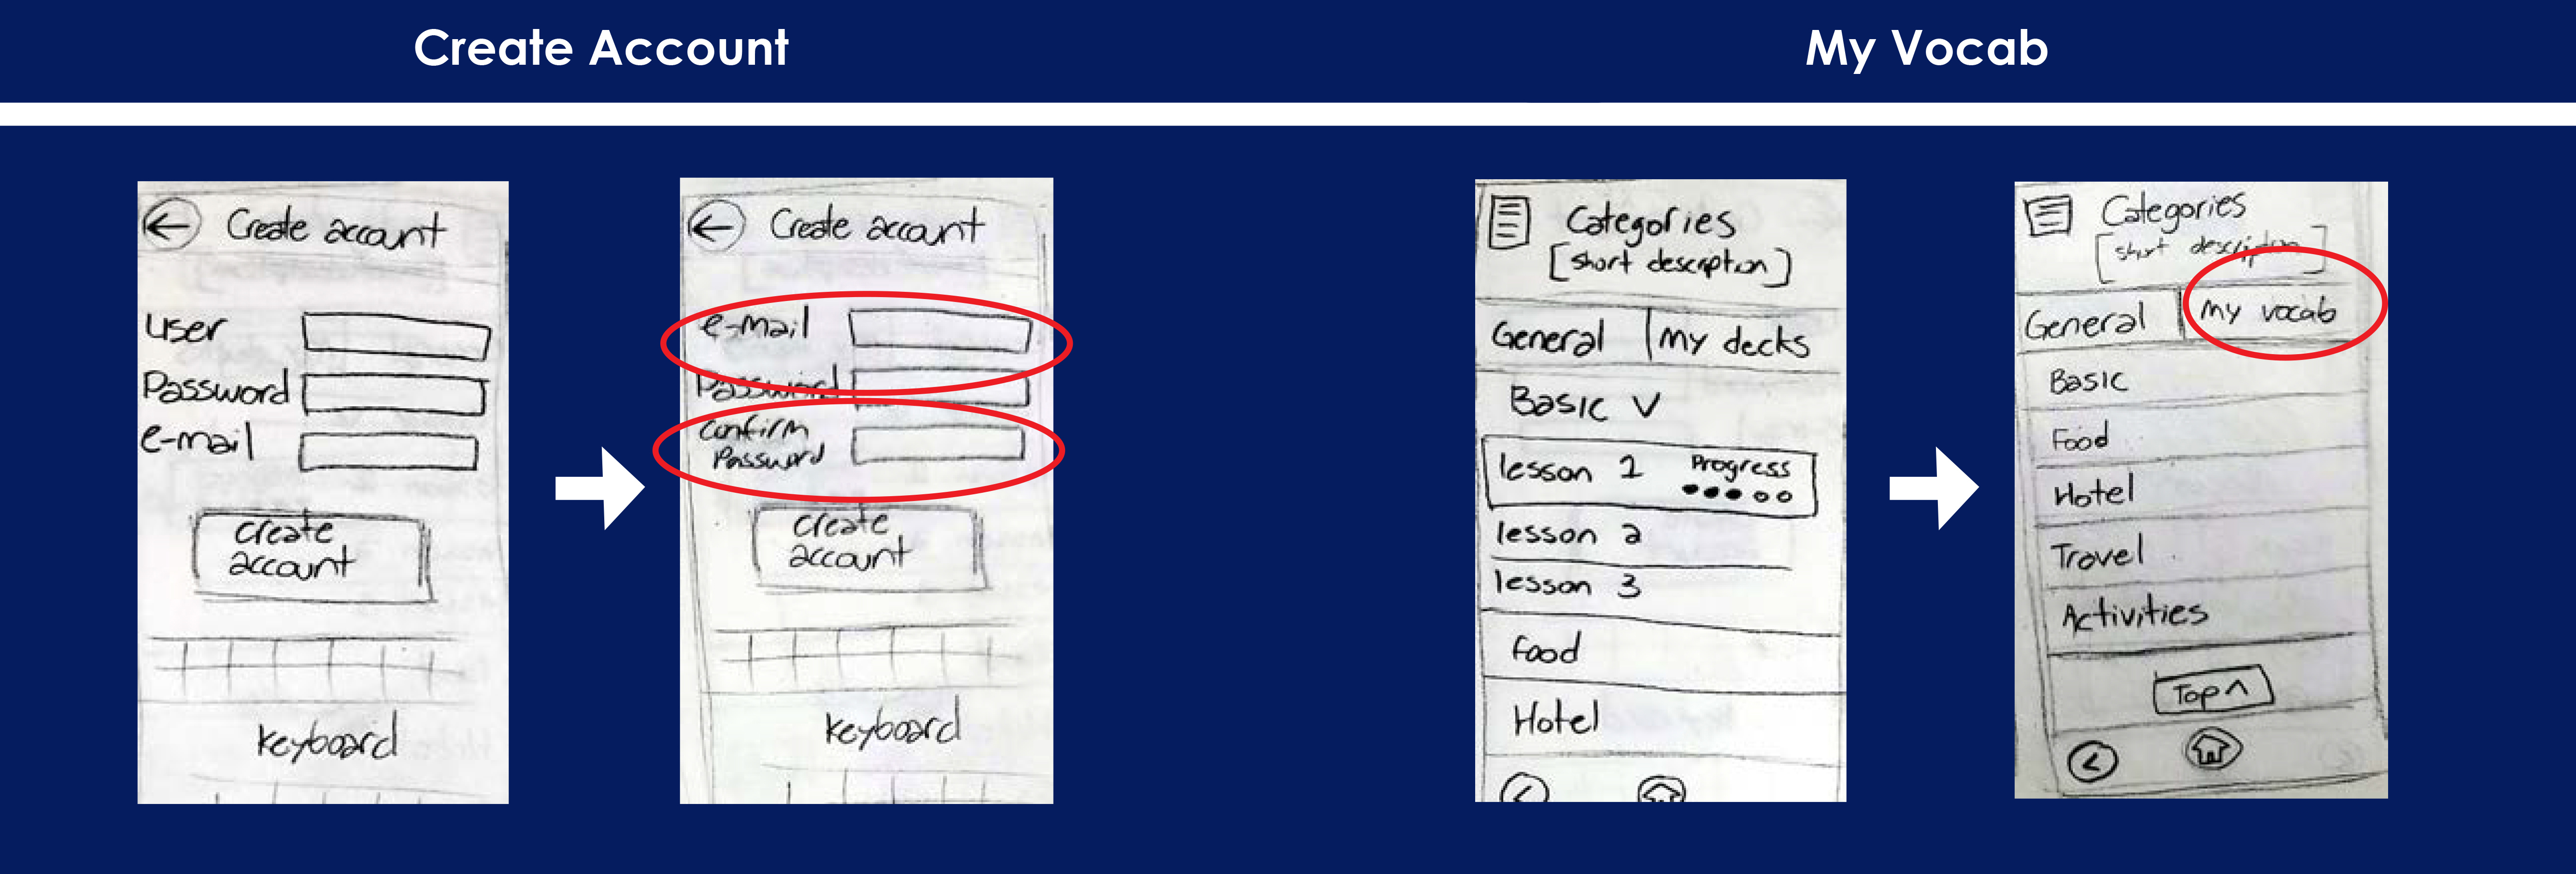 Create Account
My Vocab
Create account
User
Password
e-mail
create
account
keyboard
Create account
e-mail
Password
Confirm
Password
create
account
keyboard
Categories
[short description]
General
My decks
Basic V
lesson 1
Progress
lesson 2
lesson 3
food
Hotel
Categories
[short description]
General
My vocab
Basic
Food
Hotel
Travel
Activities
Top ^